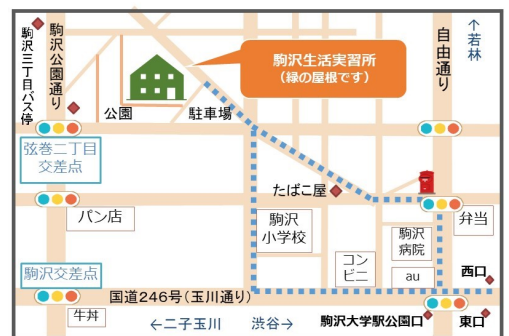 駒沢三丁目バス停
駒沢公園通り
駒沢生活実習所
(緑の屋根です)
自由通り
↑若林
公園
駐車場
弦巻二丁目
交差点
たばこ屋
パン店
駒沢
小学校
駒沢
病院
弁当
コン
ビニ
au
西口
駒沢交差点
国道246号(玉川通り)
牛丼
←二子玉川
渋谷→
駒沢大学駅公園口
東口